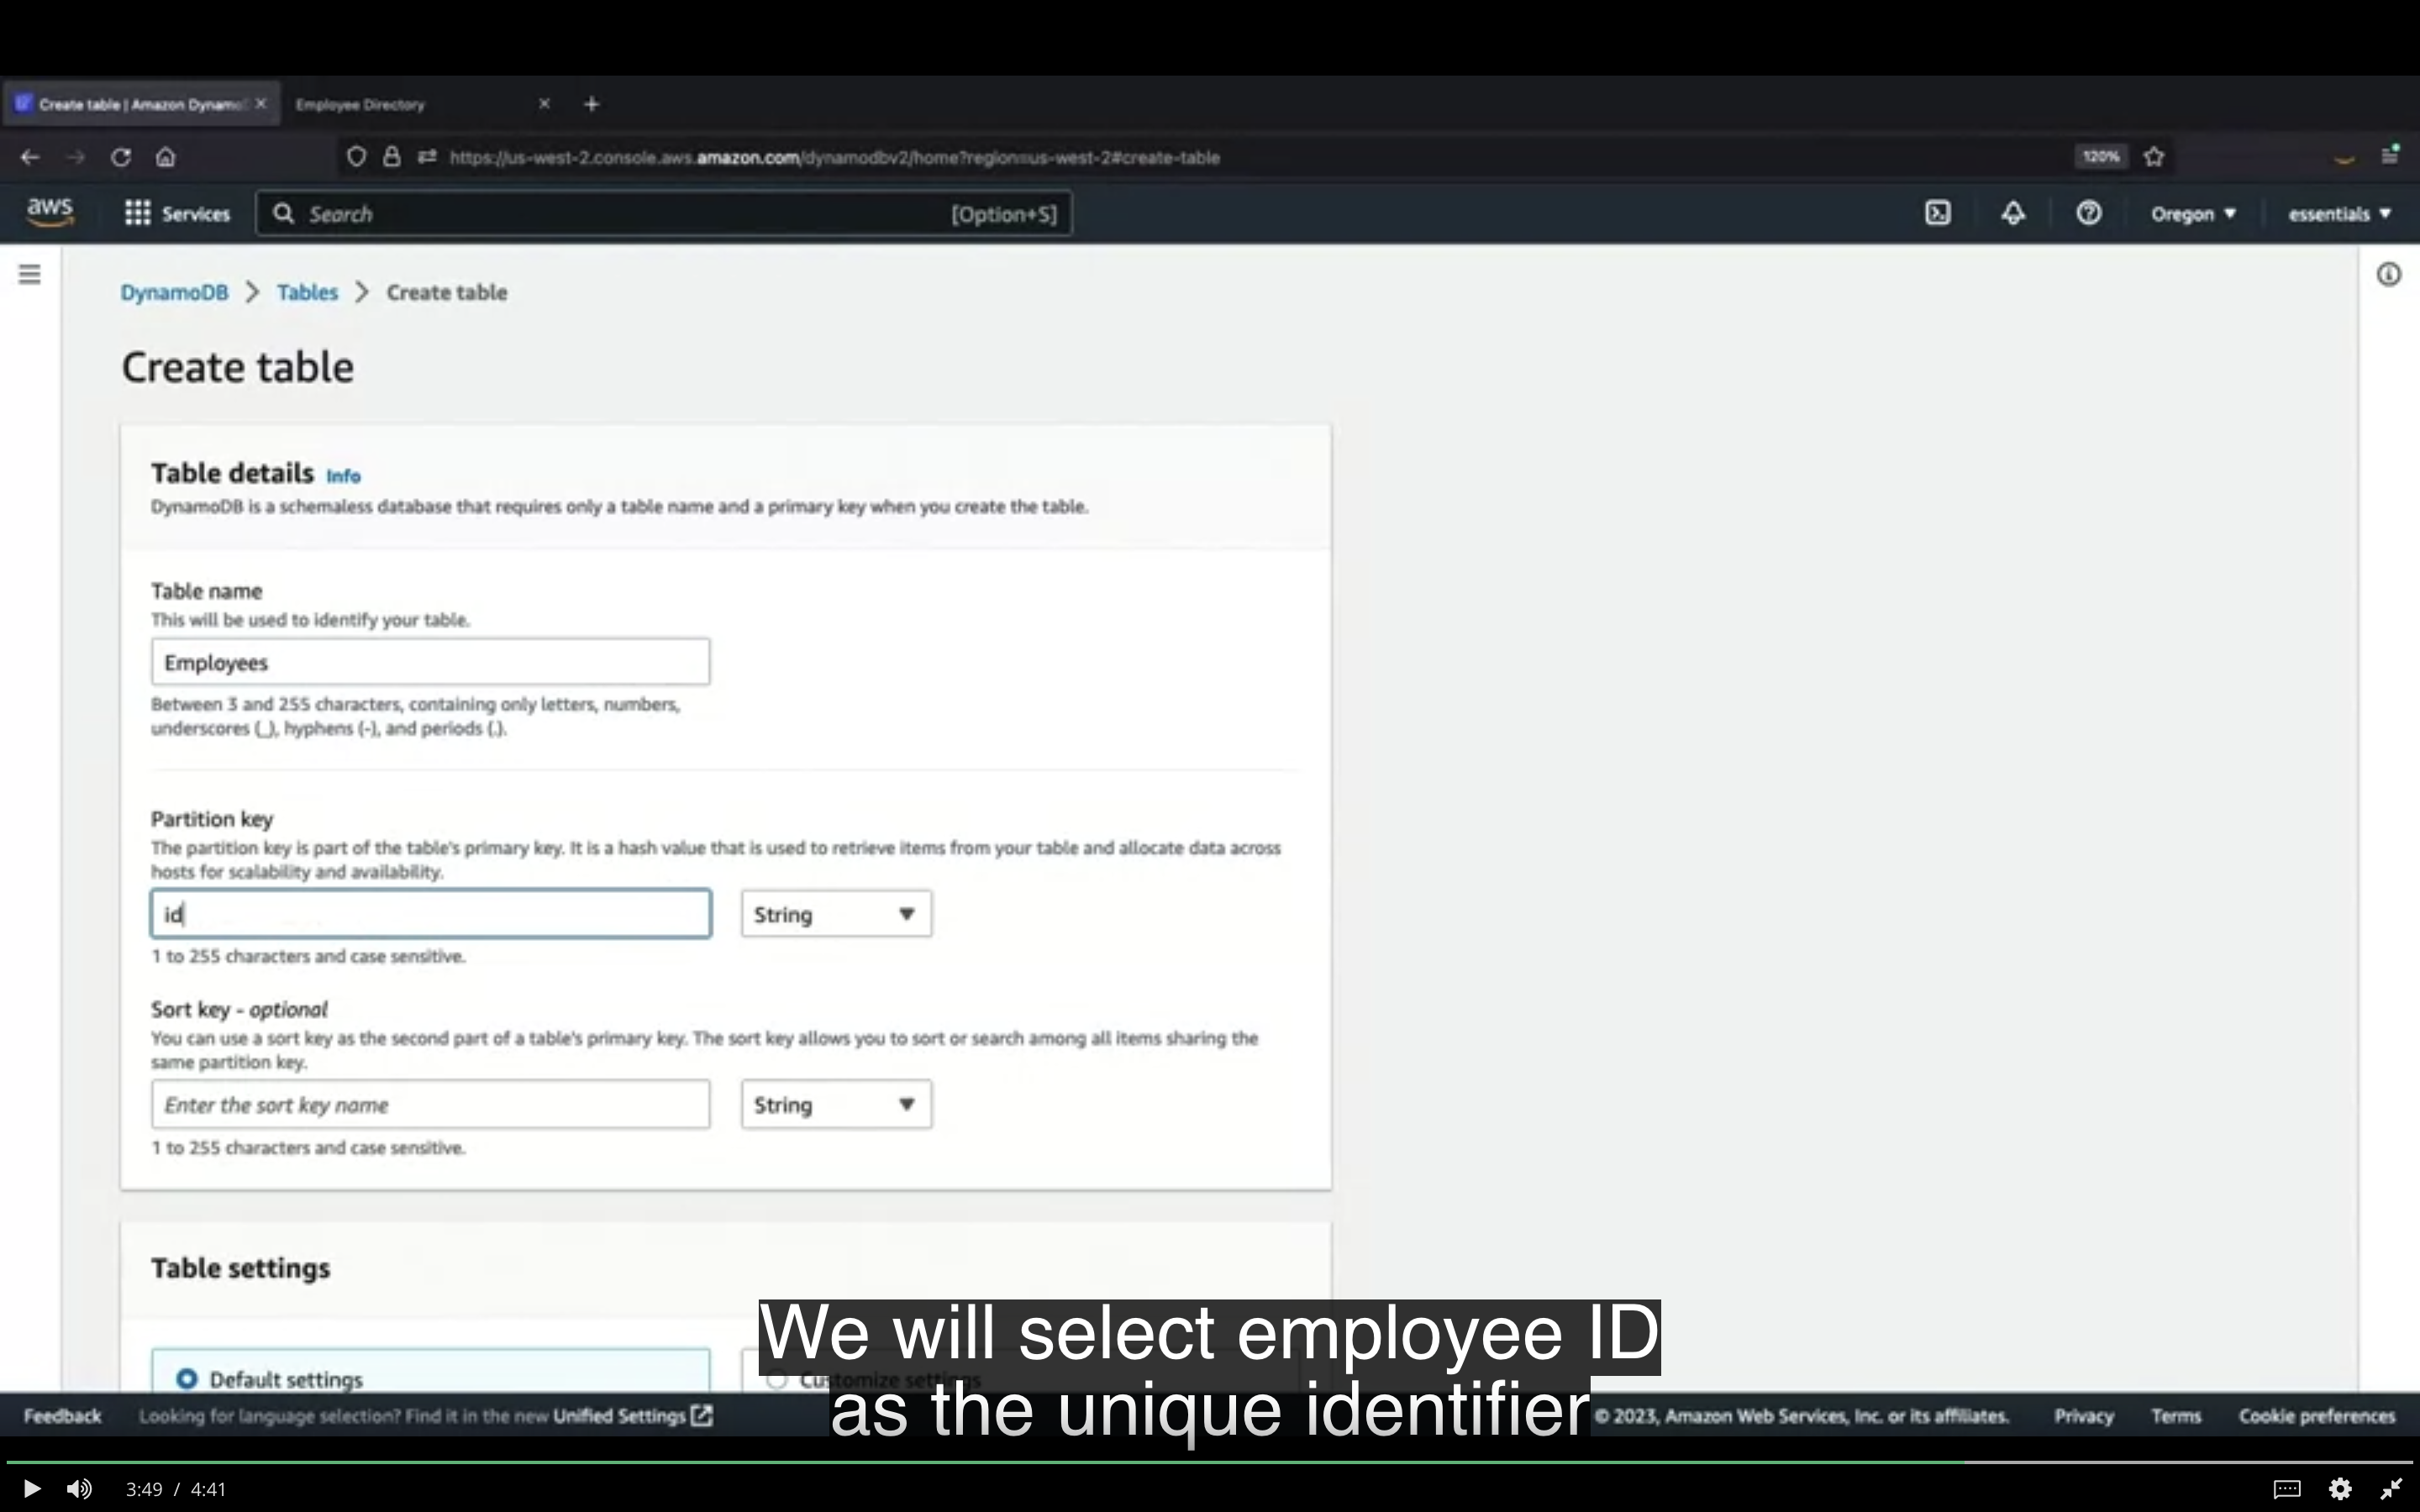 Create table | Amazon Dynamo
Employee Directory
https://us-west-2.console.aws.amazon.com/dynamodbv2/home?region=us-west-2#create-table
120%
aws
Services
Search
[Option+S]
Oregon
essentials
DynamoDB > Tables > Create table
Create table
Table details Info
DynamoDB is a schemaless database that requires only a table name and a primary key when you create the table.
Table name
This will be used to identify your table.
Employees
Between 3 and 255 characters, containing only letters, numbers,
underscores (_), hyphens (-), and periods (.).
Partition key
The partition key is part of the table's primary key. It is a hash value that is used to retrieve items from your table and allocate data across
hosts for scalability and availability.
id
String
1 to 255 characters and case sensitive.
Sort key - optional
You can use a sort key as the second part of a table's primary key. The sort key allows you to sort or search among all items sharing the
same partition key.
Enter the sort key name
String
1 to 255 characters and case sensitive.
Table settings
We will select employee ID
Default settings
Customize settings
as the unique identifier
Feedback
Looking for language selection? Find it in the new Unified Settings
© 2023, Amazon Web Services, Inc. or its affiliates.
Privacy
Terms
Cookie preferences
3:49 / 4:41